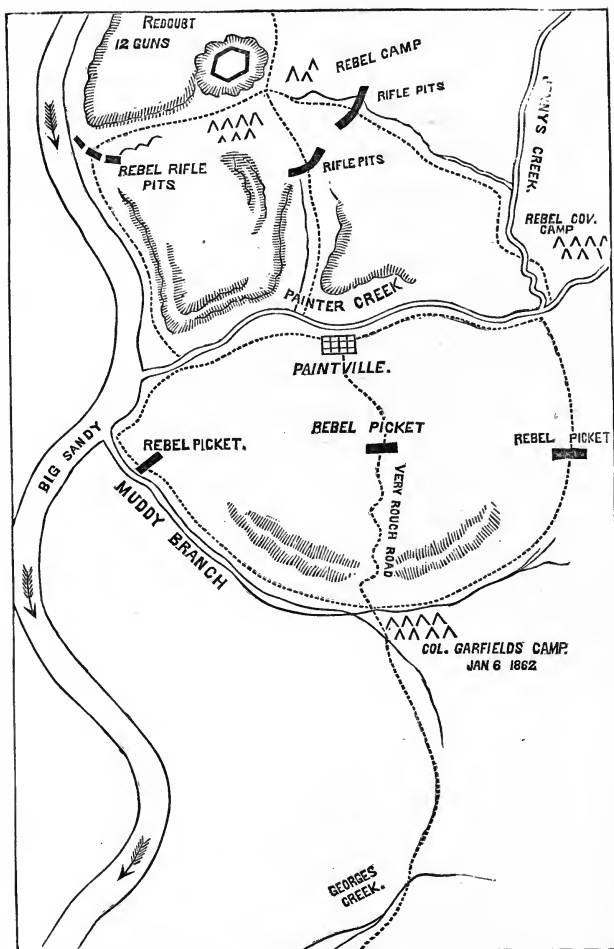 REDOUBT
12 GUNS
REBEL CAMP
RIFLE PITS
REBEL RIFLE
PITS.
RIFLE PITS
JENNYS CREEK.
REBEL COV.
CAMP
PAINTER CREEK
PAINTVILLE.
BIG SANDY
REBEL PICKET.
REBEL PICKET
REBEL PICKET
MUDDY BRANCH
VERY ROUGH ROAD
COL. GARFIELDS' CAMP.
JAN 6 1862
GEORGES
CREEK.